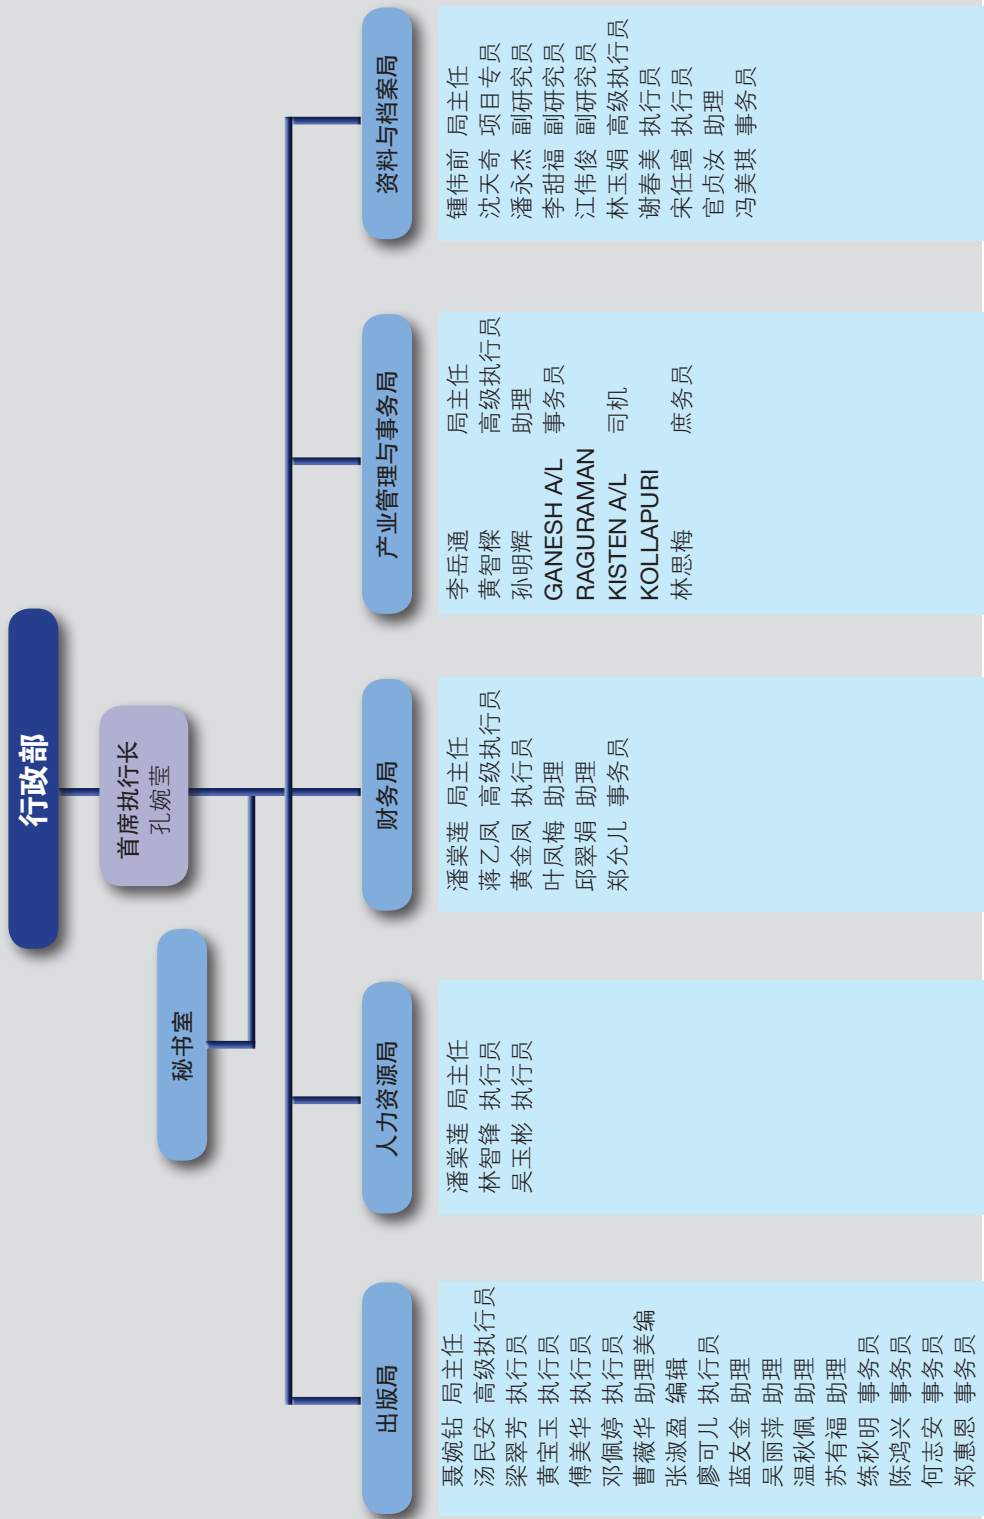 行政部
首席执行长
孔婉莹
秘书室
出版局
聂婉钻 局主任
汤民安 高级执行员
梁翠芳 执行员
黄宝玉 执行员
傅美华 执行员
邓佩婷 执行员
曹薇华 助理美编
张淑盈 编辑
廖可儿 执行员
蓝友金 助理
吴丽萍 助理
温秋佩 助理
苏有福 助理
练秋明 事务员
陈鸿兴 事务员
何志安 事务员
郑惠恩 事务员
人力资源局
潘棠莲 局主任
林智锋 执行员
吴玉彬 执行员
财务局
潘棠莲 局主任
蒋乙凤 高级执行员
黄金凤 执行员
叶凤梅 助理
邱翠娟 助理
郑允儿 事务员
产业管理与事务局
李岳通 局主任
黄智樑 高级执行员
孙明辉 助理
GANESH A/L 事务员
RAGURAMAN
KISTEN A/L 司机
KOLLAPURI
林思梅 庶务员
资料与档案局
锺伟前 局主任
沈天奇 项目专员
潘永杰 副研究员
李甜福 副研究员
江伟俊 副研究员
林玉娟 高级执行员
谢春美 执行员
宋任瑄 执行员
官贞汝 助理
冯美琪 事务员